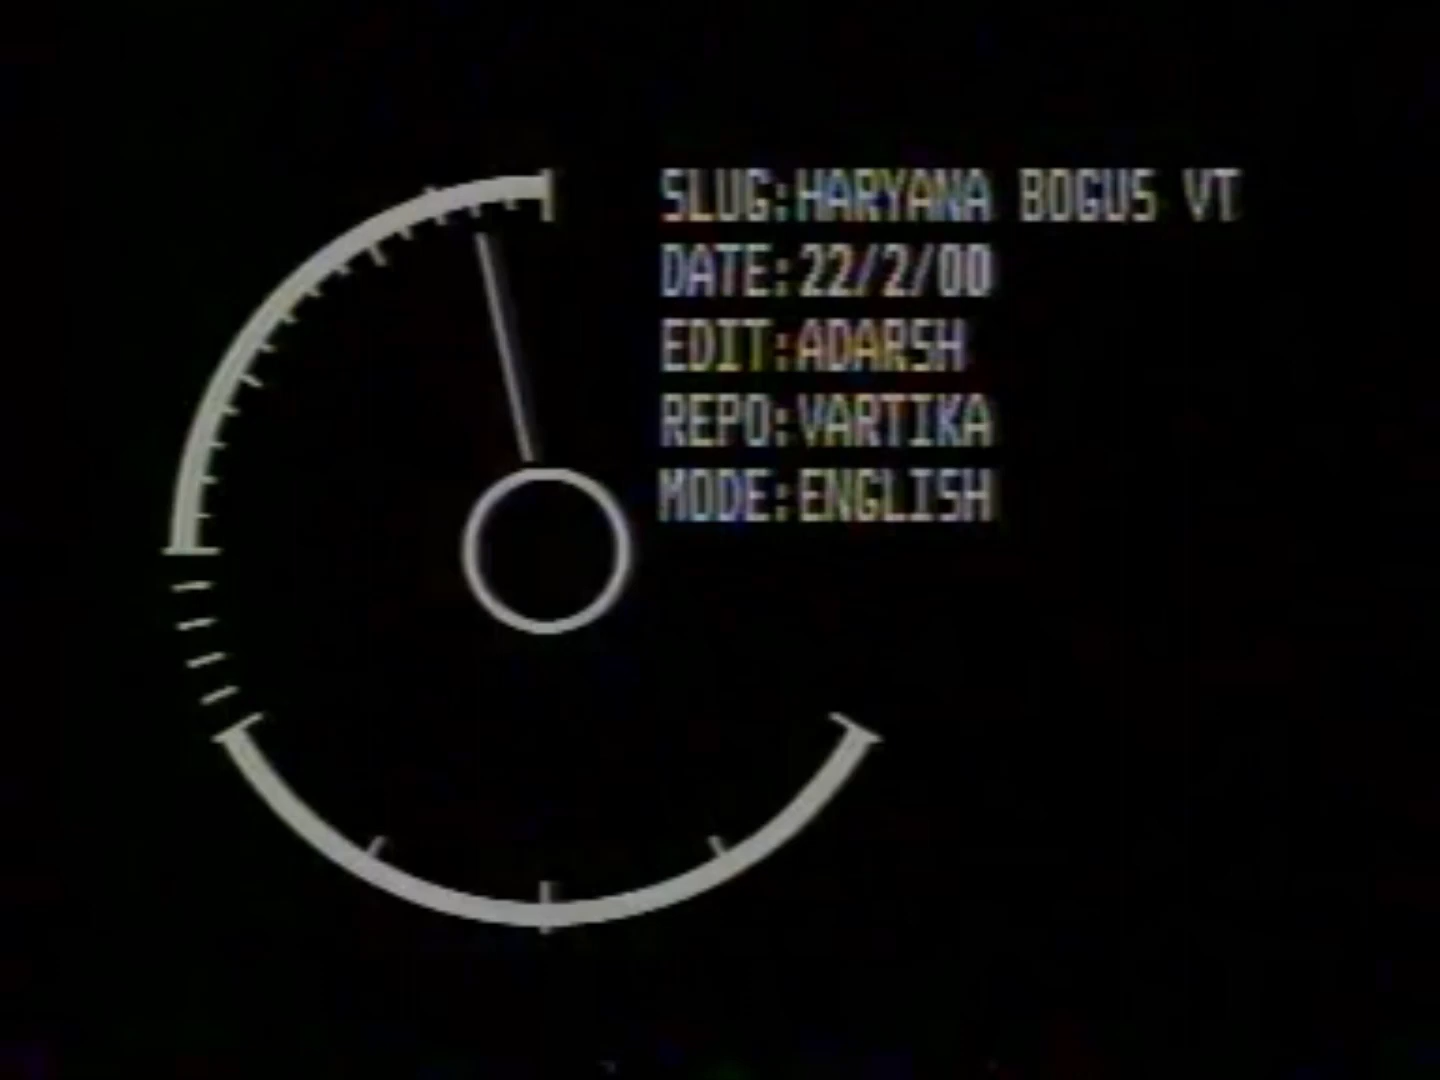 SLUG:HARYANA BOGUS VT
DATE:22/2/00
EDIT:ADARSH
REPO:VARTIKA
MODE:ENGLISH